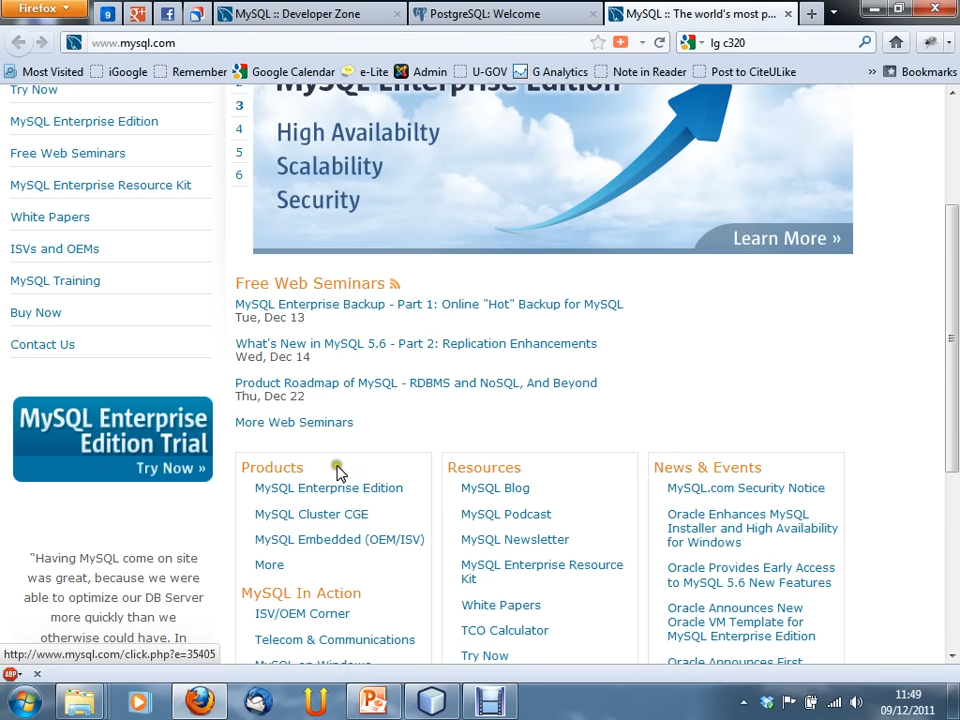 Firefox
9
MySQL :: Developer Zone
PostgreSQL: Welcome
MySQL :: The world's most p...
www.mysql.com
lg c320
Most Visited
iGoogle
Remember
Google Calendar
e-Lite
Admin
U-GOV
G Analytics
Note in Reader
Post to CiteULike
»
Bookmarks
Try Now
MySQL Enterprise Edition
Free Web Seminars
MySQL Enterprise Resource Kit
White Papers
ISVs and OEMs
MySQL Training
Buy Now
Contact Us
MySQL Enterprise
Edition Trial
Try Now »
“Having MySQL come on site
was great, because we were
able to optimize our DB Server
more quickly than we
otherwise could have. In
2
3
4
5
6
MySQL Enterprise Edition
High Availabilty
Scalability
Security
Learn More »
Free Web Seminars
MySQL Enterprise Backup - Part 1: Online "Hot" Backup for MySQL
Tue, Dec 13
What's New in MySQL 5.6 - Part 2: Replication Enhancements
Wed, Dec 14
Product Roadmap of MySQL - RDBMS and NoSQL, And Beyond
Thu, Dec 22
More Web Seminars
Products
MySQL Enterprise Edition
MySQL Cluster CGE
MySQL Embedded (OEM/ISV)
More
MySQL In Action
ISV/OEM Corner
Telecom & Communications
MySQL on Windows
Resources
MySQL Blog
MySQL Podcast
MySQL Newsletter
MySQL Enterprise Resource
Kit
White Papers
TCO Calculator
Try Now
News & Events
MySQL.com Security Notice
Oracle Enhances MySQL
Installer and High Availability
for Windows
Oracle Provides Early Access
to MySQL 5.6 New Features
Oracle Announces New
Oracle VM Template for
MySQL Enterprise Edition
Oracle Announces First
http://www.mysql.com/click.php?e=35405
ABP
11:49
09/12/2011